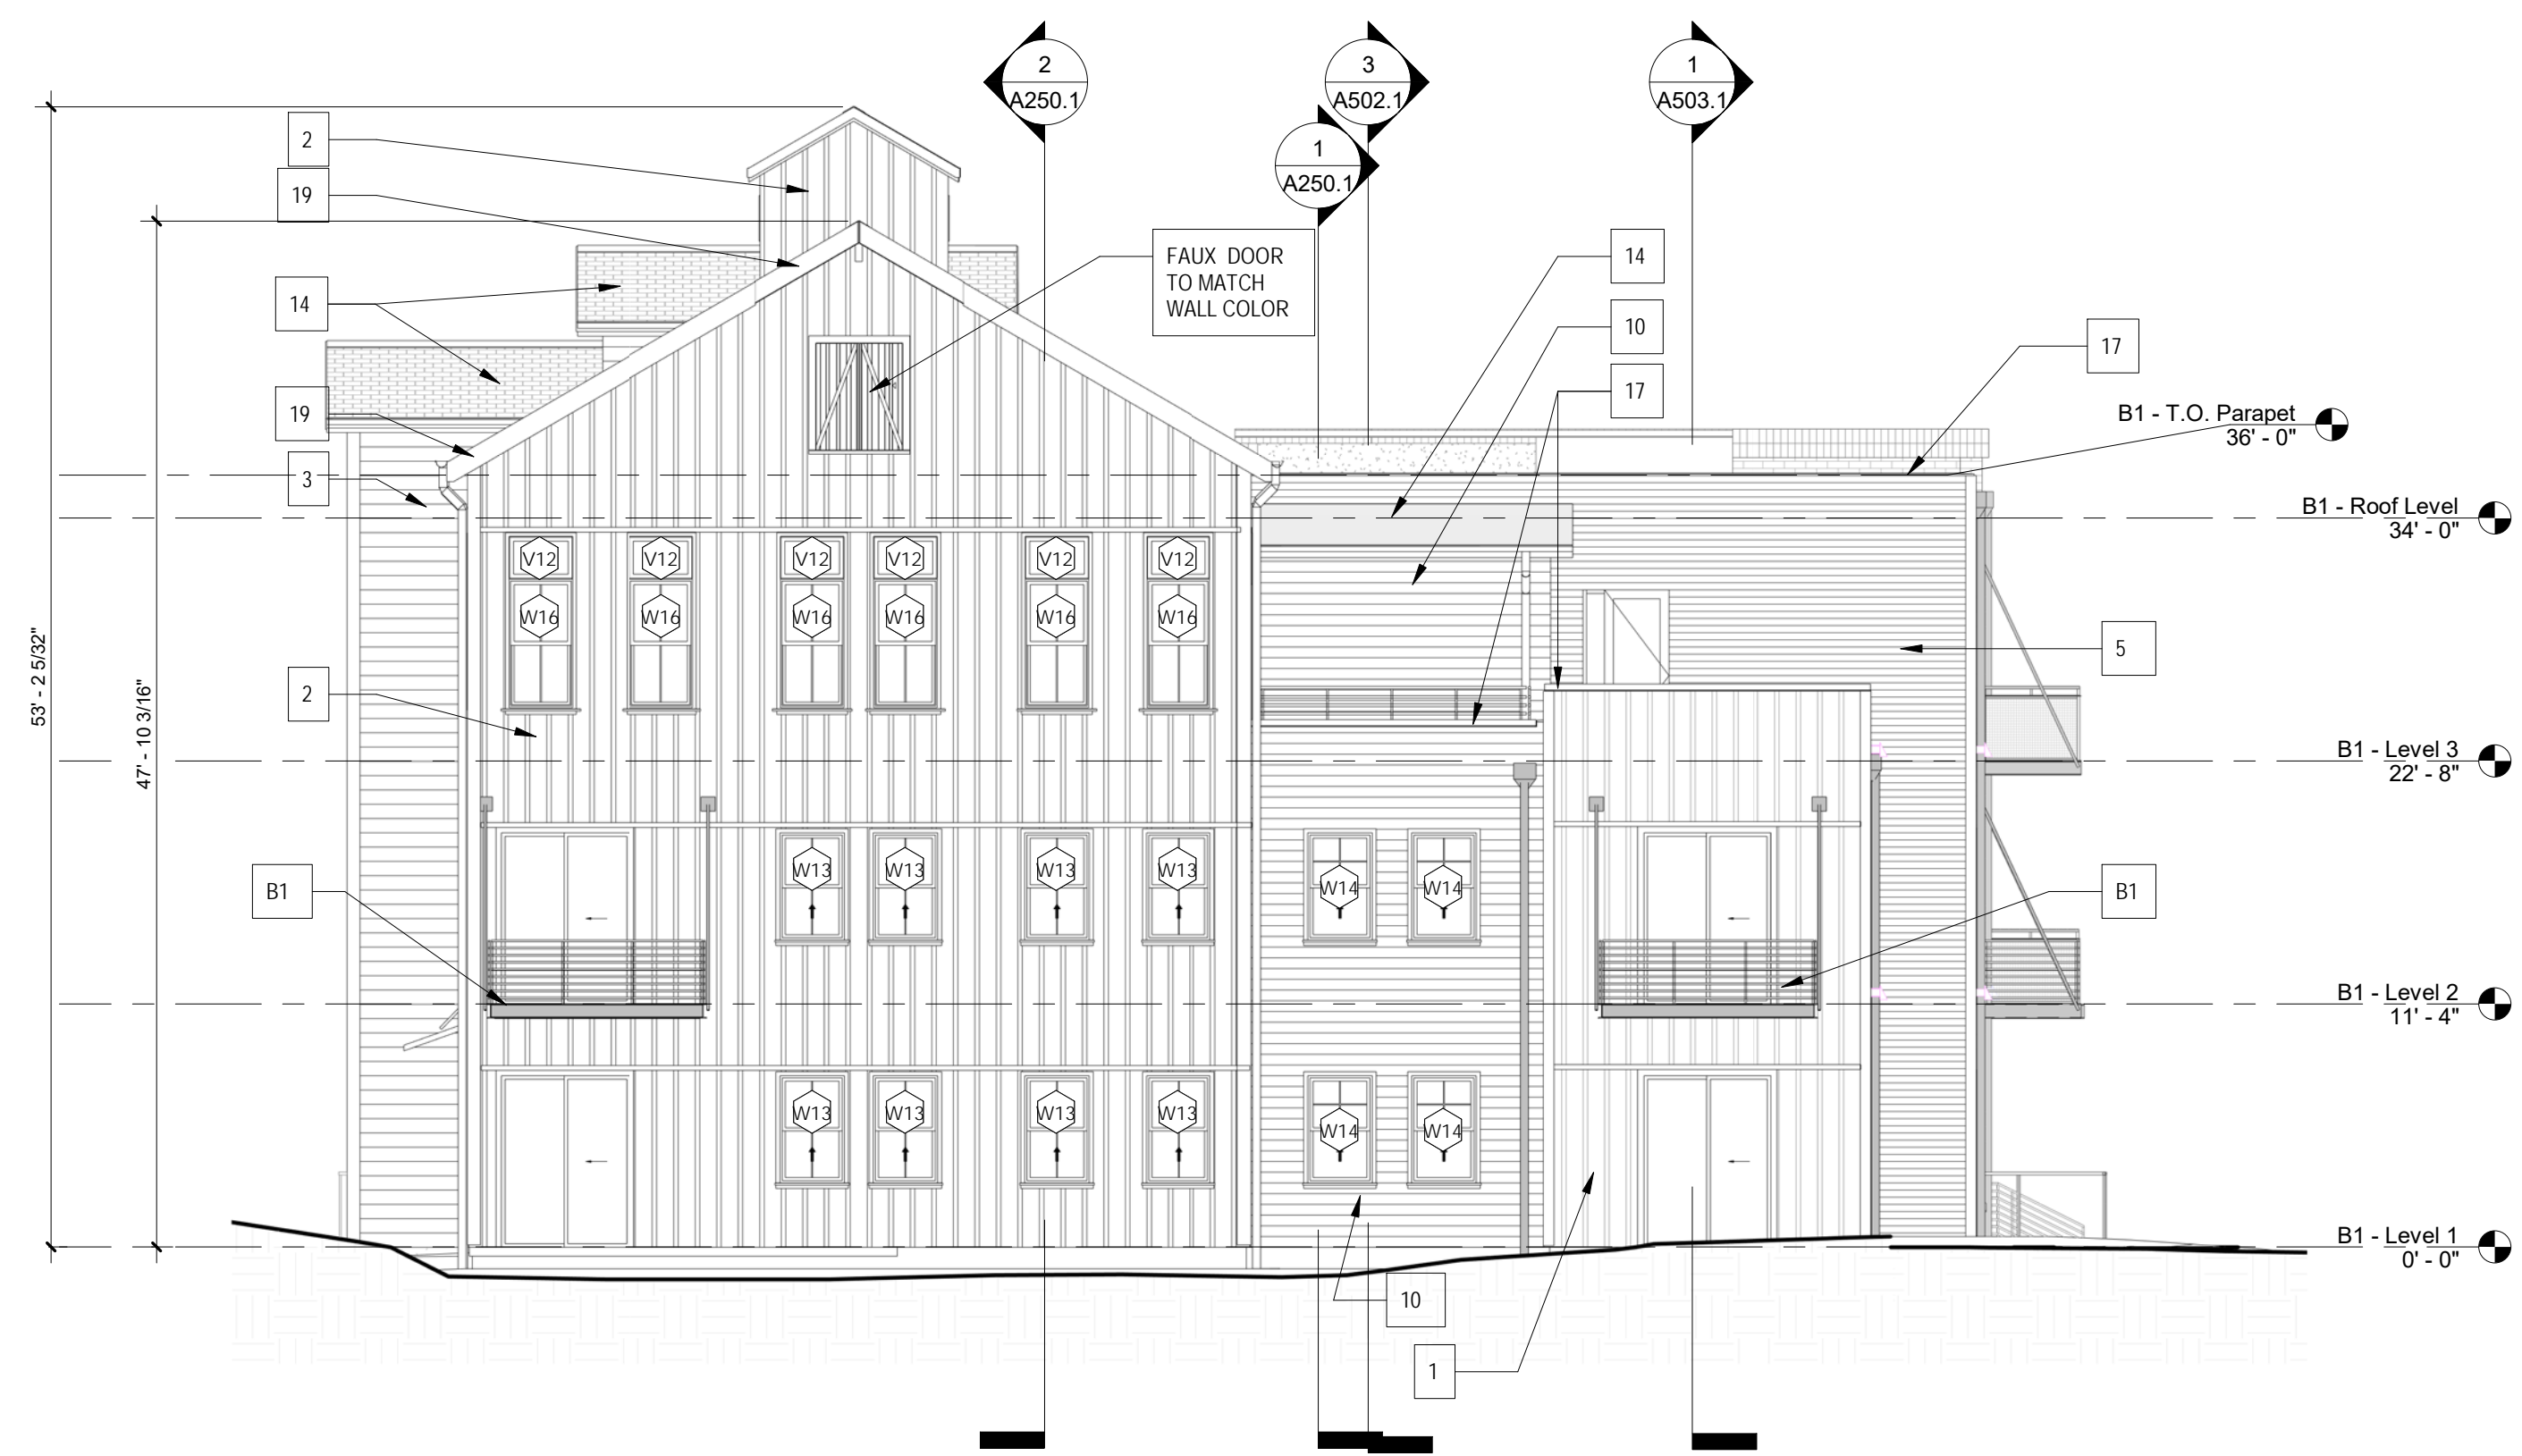 2
A250.1
3
A502.1
1
A503.1
1
A250.1
2
19
FAUX DOOR
TO MATCH
WALL COLOR
14
14
10
17
17
19
3
B1 - T.O. Parapet
36' - 0"
B1 - Roof Level
34' - 0"
V12
V12
V12
V12
V12
V12
W16
W16
W16
W16
W16
W16
5
53' - 2 5/32"
47' - 10 3/16"
2
B1 - Level 3
22' - 8"
W13
W13
W13
W13
W14
W14
B1
B1
B1 - Level 2
11' - 4"
W13
W13
W13
W13
W14
W14
B1 - Level 1
0' - 0"
10
1